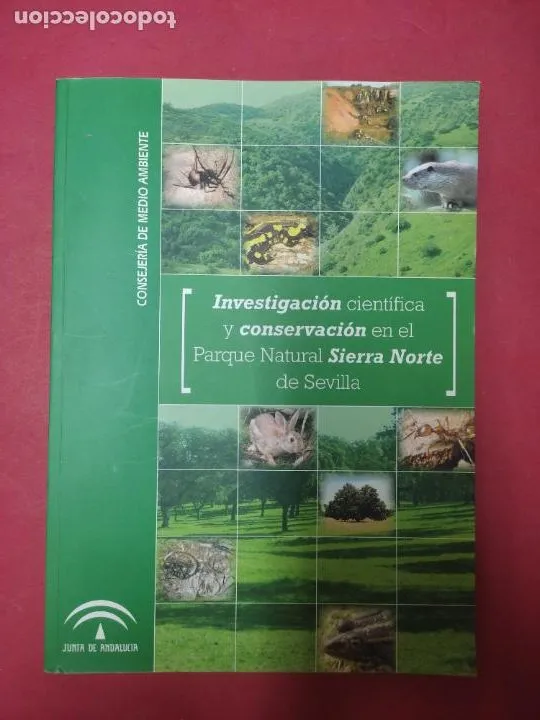 todocoleccion
CONSEJERÍA DE MEDIO AMBIENTE
Investigación científica
y conservación en el
Parque Natural Sierra Norte
de Sevilla
JUNTA DE ANDALUCIA